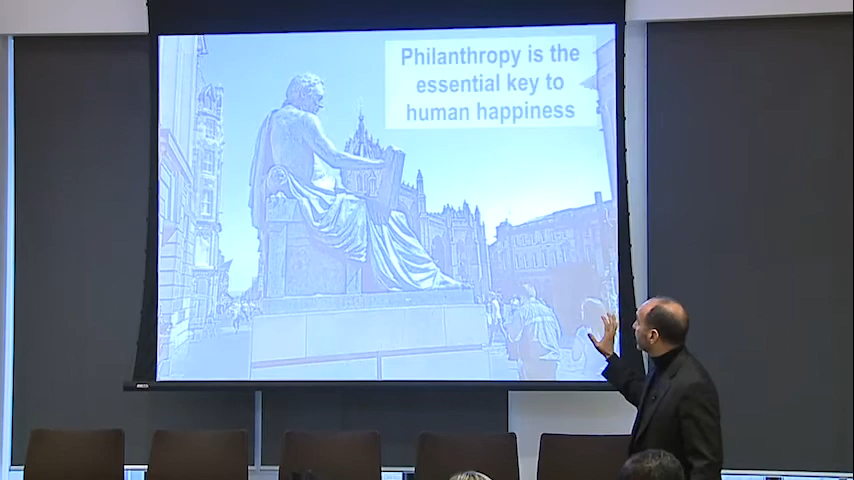 Philanthropy is the
essential key to
human happiness